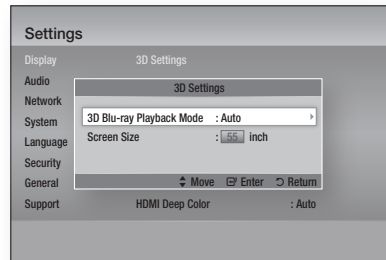 Settings
Display 3D Settings
Audio
3D Settings
Network
System
3D Blu-ray Playback Mode : Auto
Language
Screen Size : 55 inch
Security
General
Move Enter Return
Support HDMI Deep Color : Auto